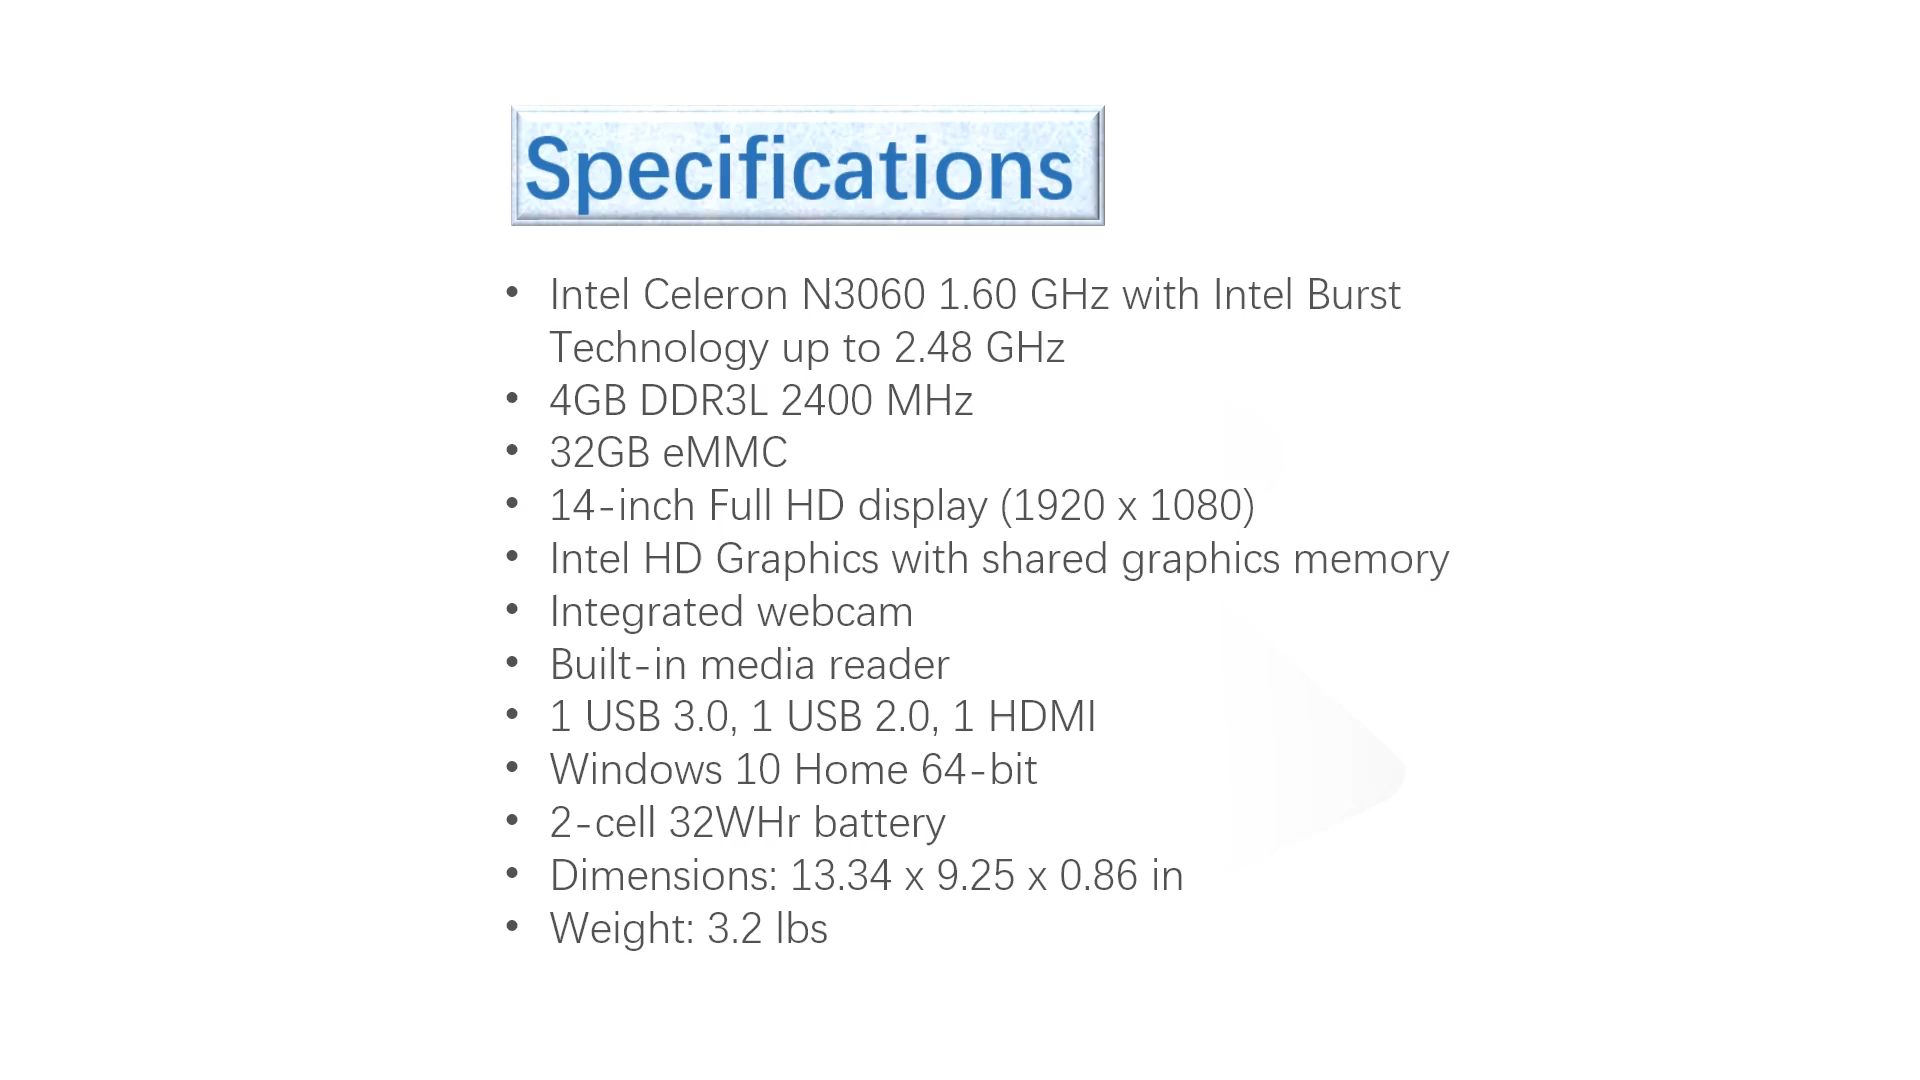 Specifications
• Intel Celeron N3060 1.60 GHz with Intel Burst
Technology up to 2.48 GHz
• 4GB DDR3L 2400 MHz
• 32GB eMMC
• 14-inch Full HD display (1920 x 1080)
• Intel HD Graphics with shared graphics memory
• Integrated webcam
• Built-in media reader
• 1 USB 3.0, 1 USB 2.0, 1 HDMI
• Windows 10 Home 64-bit
• 2-cell 32WHr battery
• Dimensions: 13.34 x 9.25 x 0.86 in
• Weight: 3.2 lbs